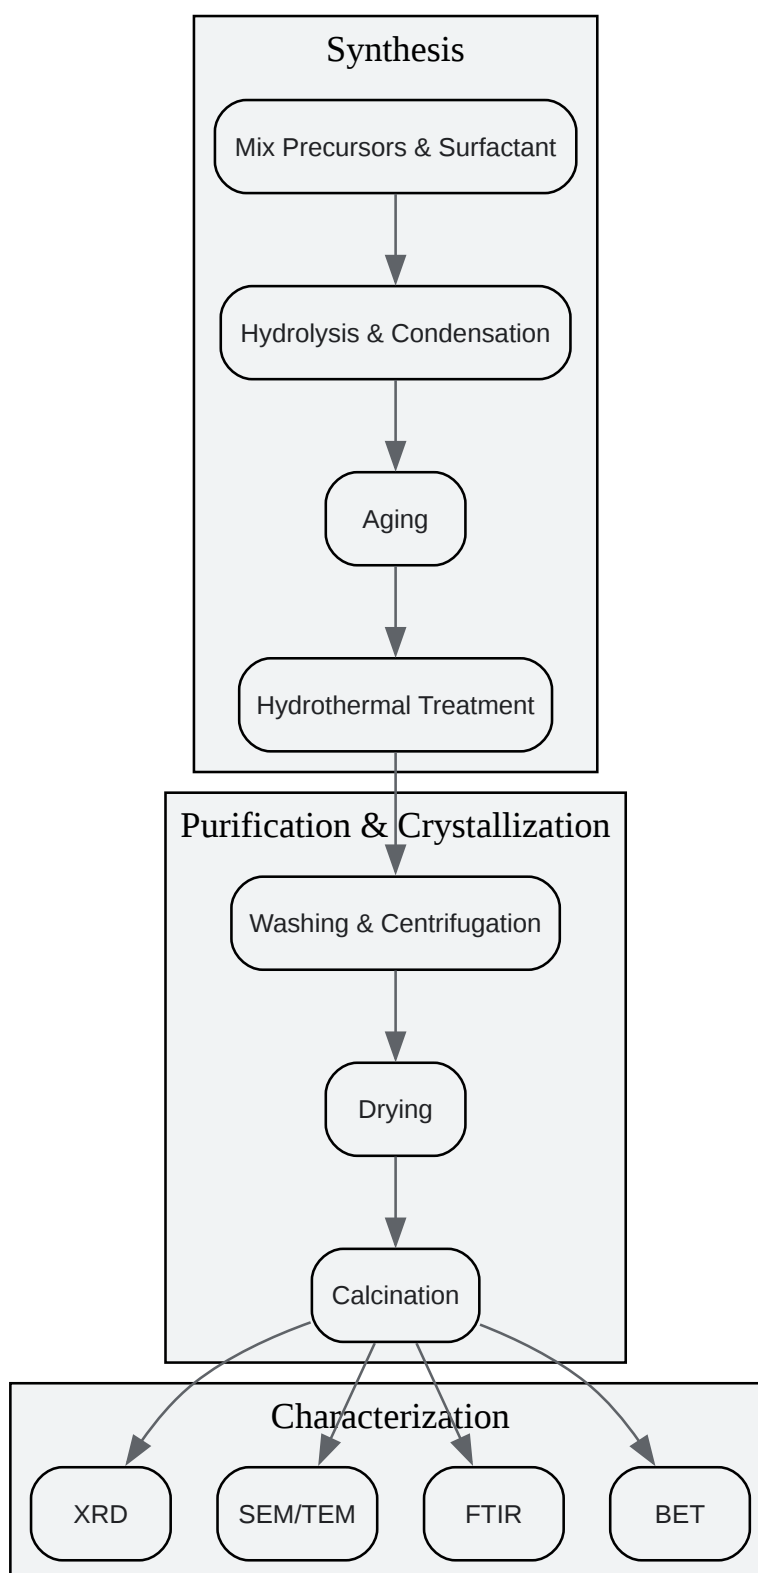 Synthesis
Mix Precursors & Surfactant
Hydrolysis & Condensation
Aging
Hydrothermal Treatment
Purification & Crystallization
Washing & Centrifugation
Drying
Calcination
Characterization
XRD
SEM/TEM
FTIR
BET